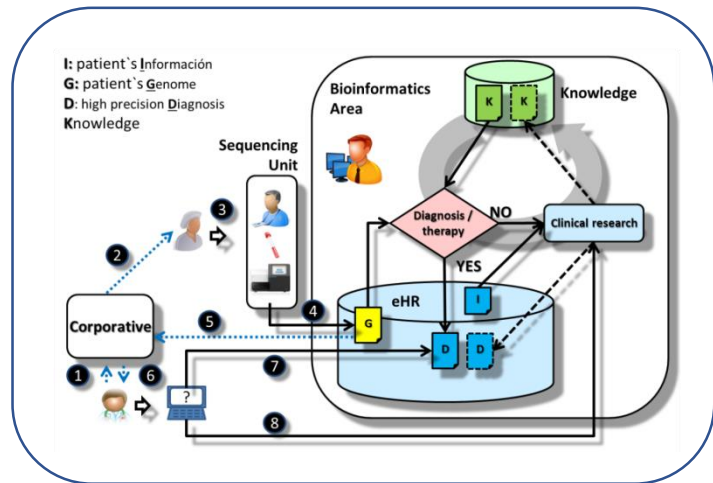 I: patient`s Información
G: patient's Genome
D: high precision Diagnosis
Knowledge
Bioinformatics
Area
K
K
Knowledge
Sequencing
Unit
3
2
Diagnosis /
therapy
NO
Clinical research
YES
eHR
I
4
G
Corporative
5
D
D
1
6
7
?
8